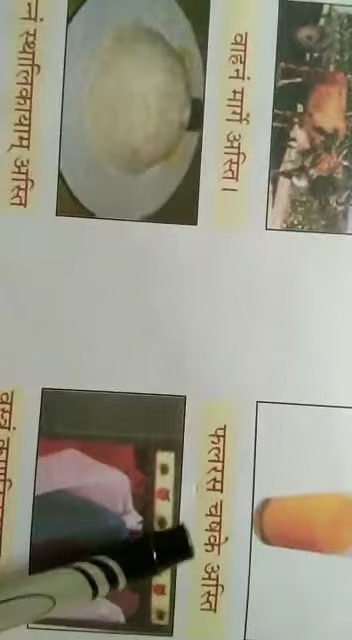 वाहनं मार्गे अस्ति।
नं स्थालिकायाम् अस्ति
फलरस चषके अस्ति